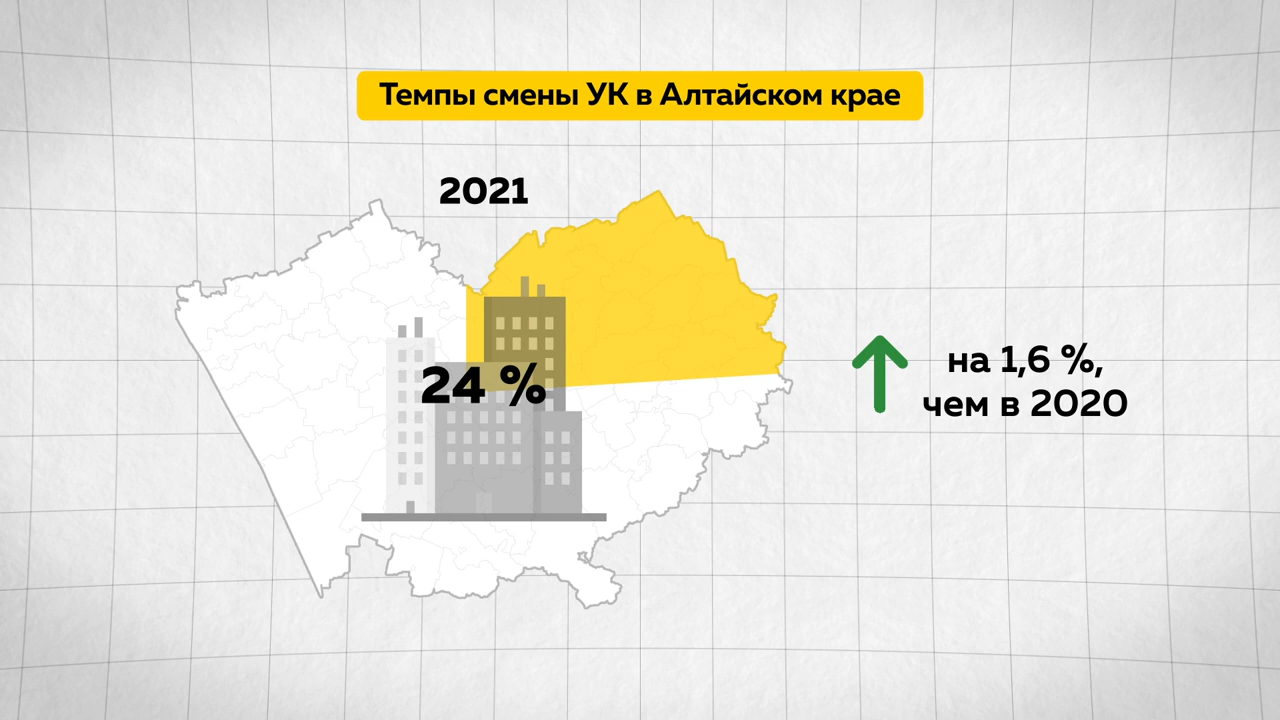 Темпы смены УК в Алтайском крае
2021
24 %
на 1,6 %,
чем в 2020